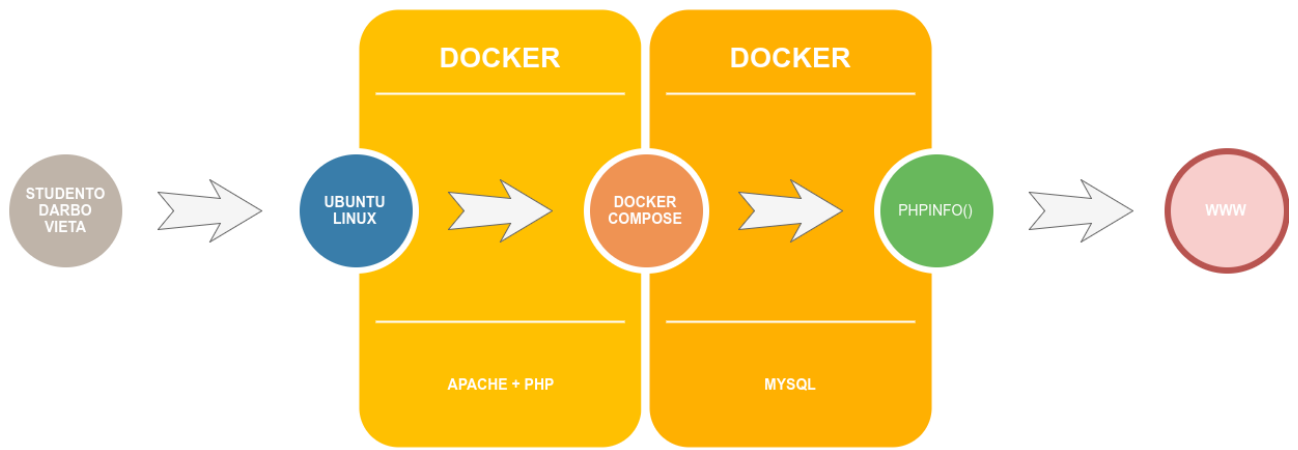 DOCKER
DOCKER
STUDENTO
DARBO
VIETA
UBUNTU
LINUX
DOCKER
COMPOSE
PHPINFO()
WWW
APACHE + PHP
MYSQL